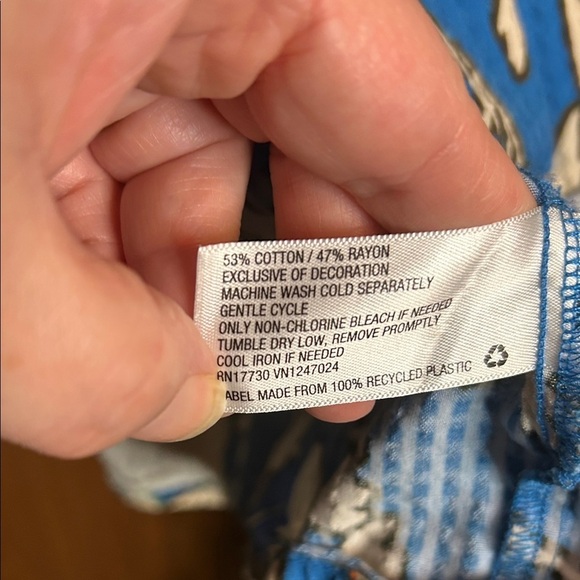 53% COTTON / 47% RAYON
EXCLUSIVE OF DECORATION
MACHINE WASH COLD SEPARATELY
GENTLE CYCLE
ONLY NON-CHLORINE BLEACH IF NEEDED
TUMBLE DRY LOW, REMOVE PROMPTLY
COOL IRON IF NEEDED
RN17730 VN1247024
ABEL MADE FROM 100% RECYCLED PLASTIC